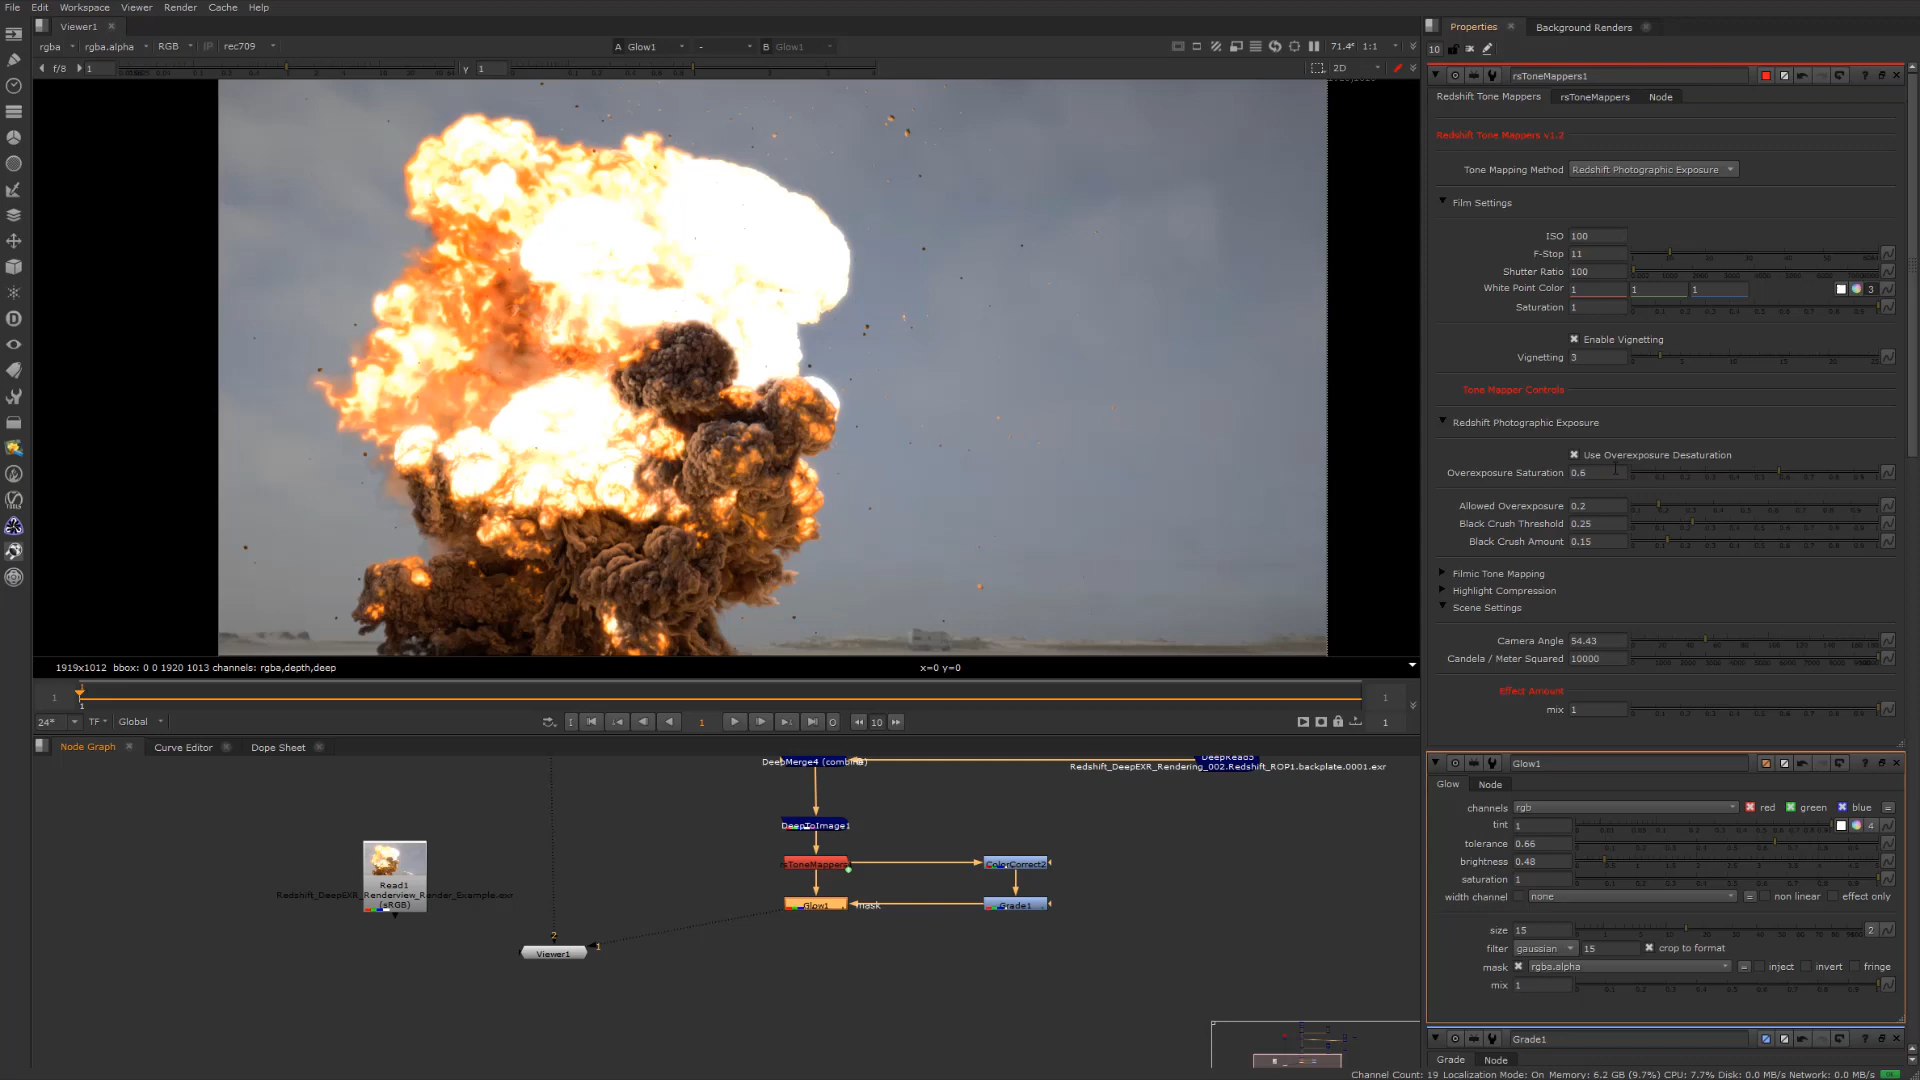 File Edit Workspace Viewer Render Cache Help
Viewer1
Properties Background Renders
rgba rgba.alpha RGB IP rec709 A Glow1 - B Glow1 1:1
10
f/8 1 Y 1 2D
rsToneMappers1
Redshift Tone Mappers rsToneMappers Node
Redshift Tone Mappers v1.2
Tone Mapping Method Redshift Photographic Exposure
Film Settings
ISO 100
F-Stop 11
Shutter Ratio 100
White Point Color 1 1 1 3
Saturation 1
Enable Vignetting
Vignetting 3
Tone Mapper Controls
Redshift Photographic Exposure
Use Overexposure Desaturation
Overexposure Saturation 0.6
Allowed Overexposure 0.2
Black Crush Threshold 0.25
Black Crush Amount 0.15
Filmic Tone Mapping
Highlight Compression
Scene Settings
Camera Angle 54.43
Candela / Meter Squared 10000
Effect Amount
mix 1
1919x1012 bbox: 0 0 1920 1013 channels: rgba,depth,deep x=0 y=0
1 1 1
24* TF Global 1 10 1
Node Graph Curve Editor Dope Sheet
DeepMerge4 (combine)
Redshift_DeepEXR_Rendering_002.Redshift_ROP1.backplate.0001.exr
DeepToImage1
rsToneMappers
ColorCorrect2
Glow1 mask Grade1
Read1
Redshift_DeepEXR_Renderview_Render_Example.exr
(sRGB)
2 1
Viewer1
Glow1
Glow Node
channels rgb red green blue =
tint 1 4
tolerance 0.66
brightness 0.48
saturation 1
width channel none = non linear effect only
size 15 2
filter gaussian 15 crop to format
mask rgba.alpha = inject invert fringe
mix 1
Grade1
Grade Node
Channel Count: 19 Localization Mode: On Memory: 6.2 GB (9.7%) CPU: 7.7% Disk: 0.0 MB/s Network: 0.0 MB/s